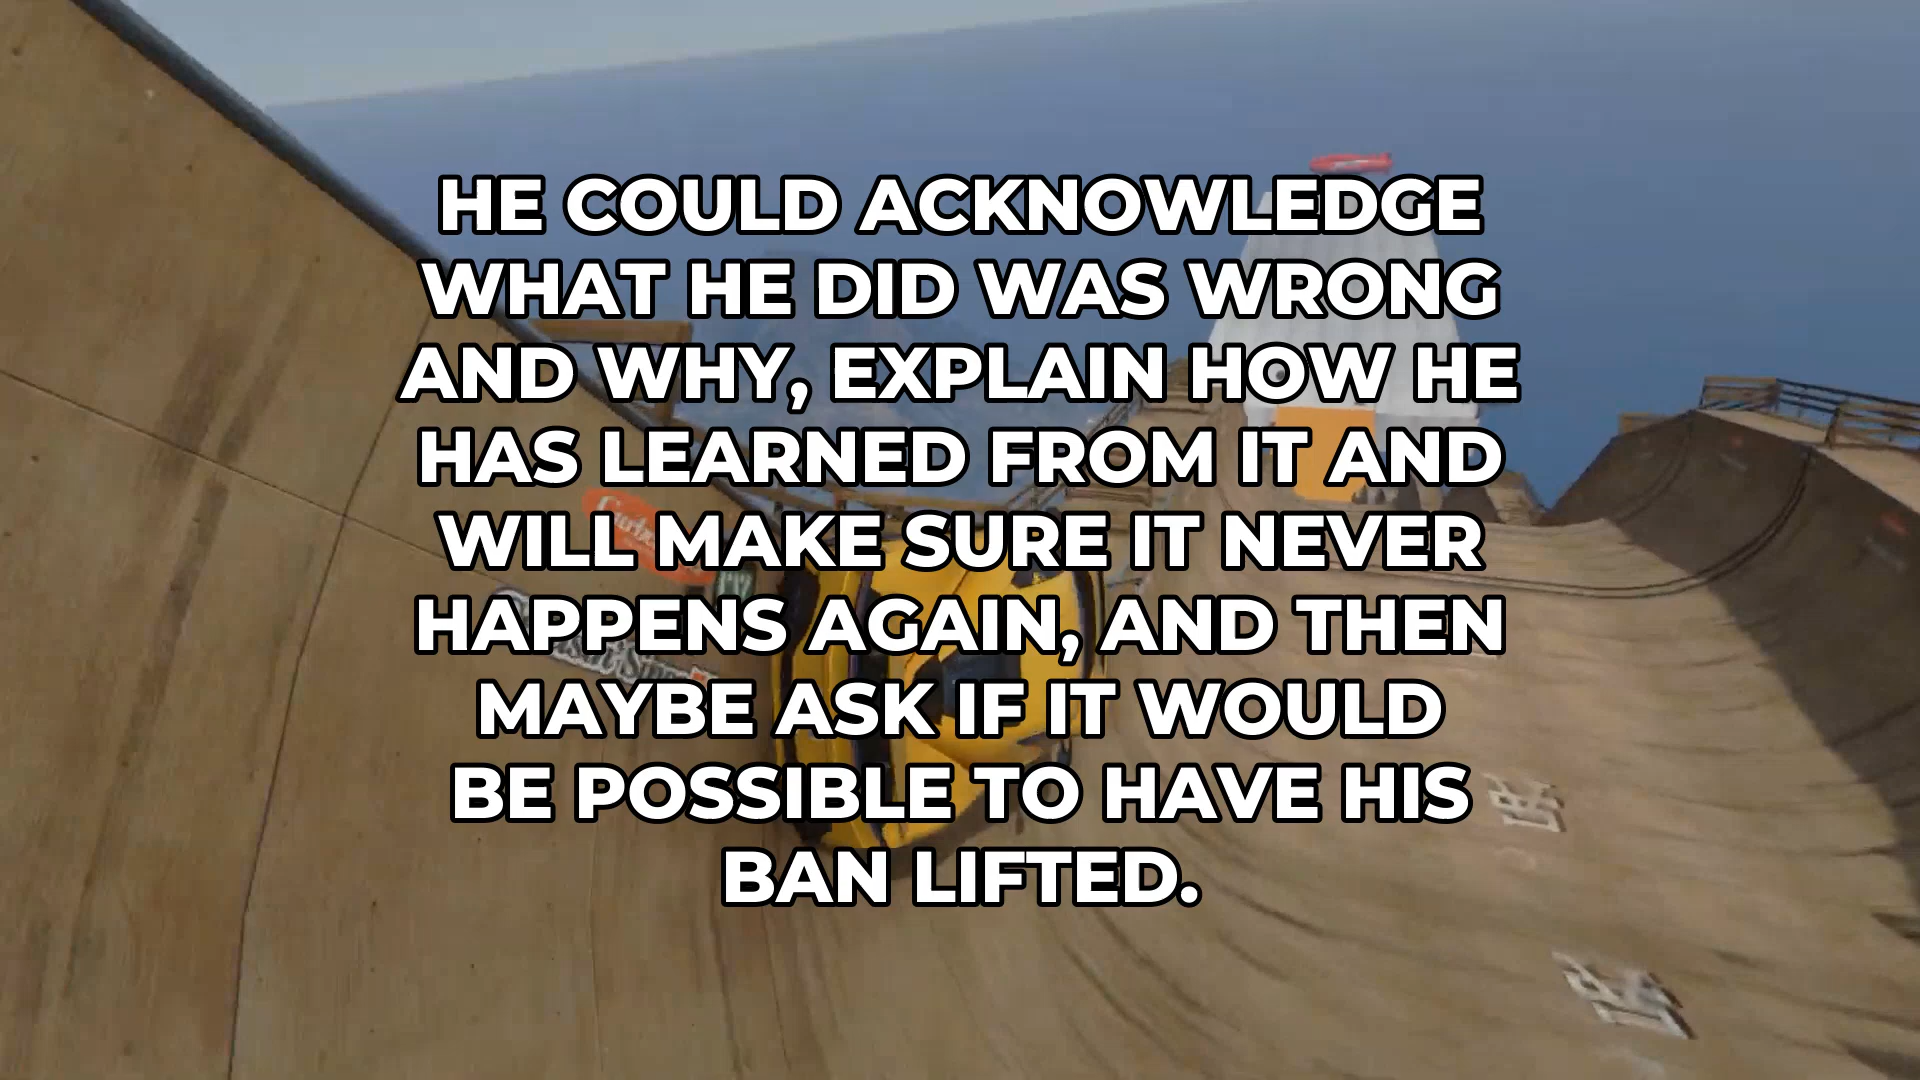 HE COULD ACKNOWLEDGE
WHAT HE DID WAS WRONG
AND WHY, EXPLAIN HOW HE
HAS LEARNED FROM IT AND
WILL MAKE SURE IT NEVER
HAPPENS AGAIN, AND THEN
MAYBE ASK IF IT WOULD
BE POSSIBLE TO HAVE HIS
BAN LIFTED.